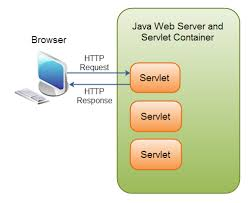 Java Web Server and
Servlet Container
Browser
HTTP
Request
HTTP
Response
Servlet
Servlet
Servlet